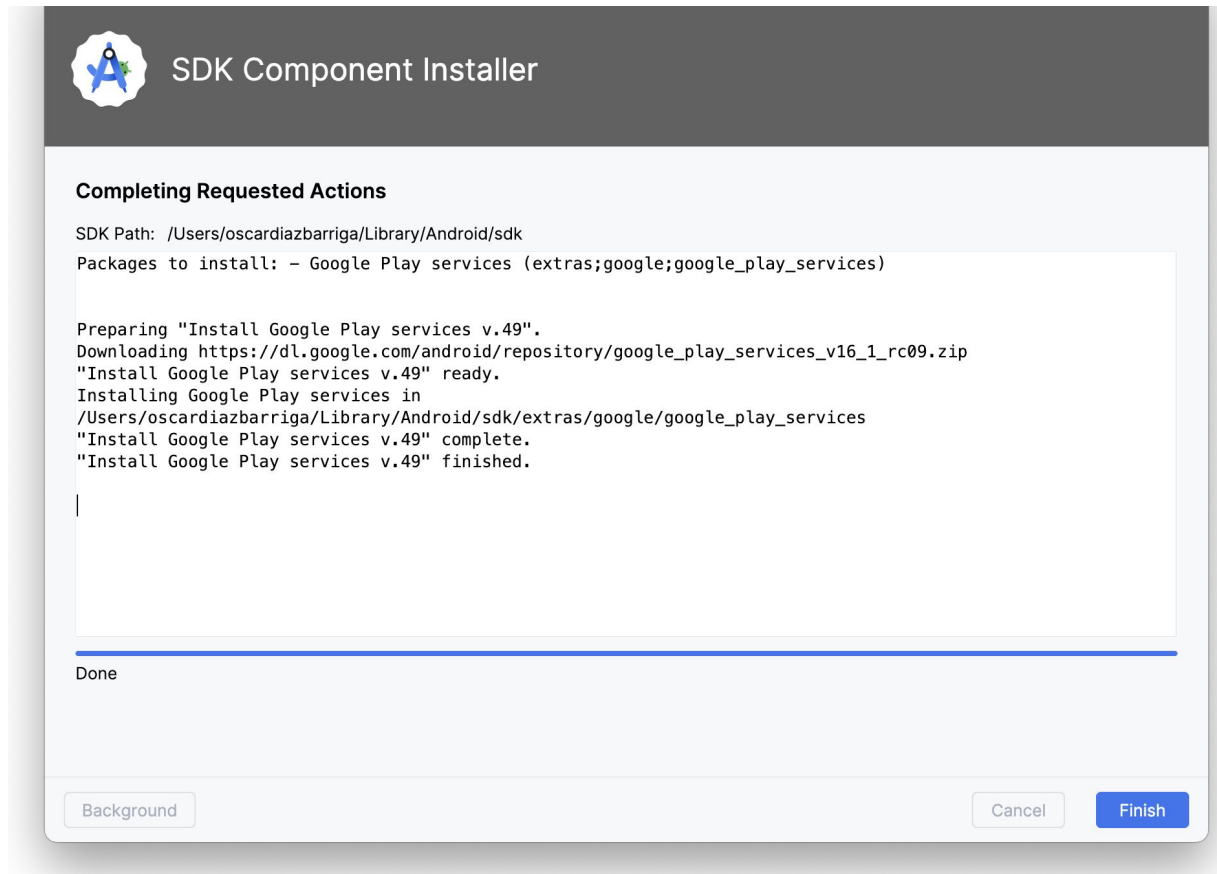 SDK Component Installer
Completing Requested Actions
SDK Path: /Users/oscardiazbarriga/Library/Android/sdk
Packages to install: – Google Play services (extras;google;google_play_services)
Preparing "Install Google Play services v.49".
Downloading https://dl.google.com/android/repository/google_play_services_v16_1_rc09.zip
"Install Google Play services v.49" ready.
Installing Google Play services in
/Users/oscardiazbarriga/Library/Android/sdk/extras/google/google_play_services
"Install Google Play services v.49" complete.
"Install Google Play services v.49" finished.
Done
Background Cancel Finish